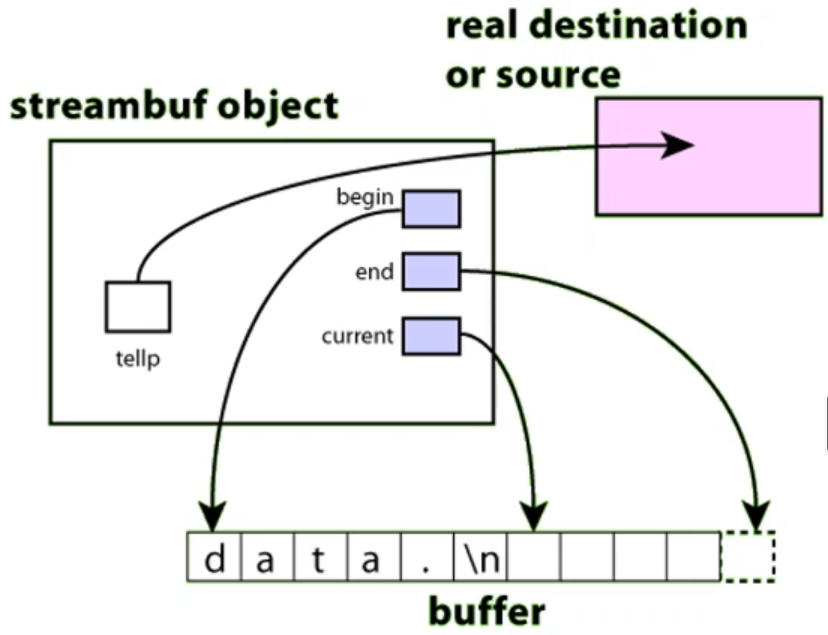 real destination
or source
streambuf object
begin
end
current
tellp
d a t a . \n
buffer